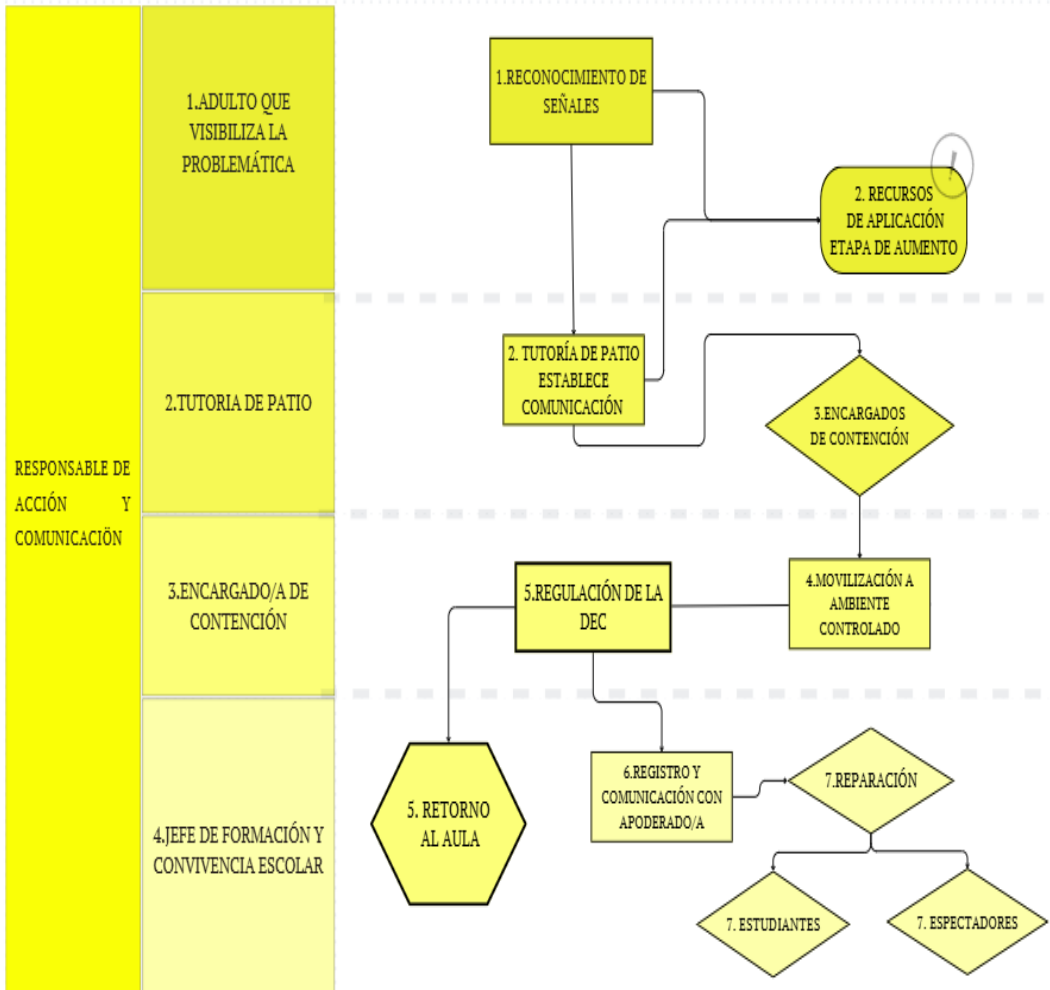 RESPONSABLE DE
ACCIÓN Y
COMUNICACIÖN
1.ADULTO QUE
VISIBILIZA LA
PROBLEMÁTICA
2.TUTORIA DE PATIO
3.ENCARGADO/A DE
CONTENCIÓN
4.JEFE DE FORMACIÓN Y
CONVIVENCIA ESCOLAR
1.RECONOCIMIENTO DE
SEÑALES
2. RECURSOS
DE APLICACIÓN
ETAPA DE AUMENTO
2. TUTORÍA DE PATIO
ESTABLECE
COMUNICACIÓN
3.ENCARGADOS
DE CONTENCIÓN
4.MOVILIZACIÓN A
AMBIENTE
CONTROLADO
5.REGULACIÓN DE LA
DEC
5. RETORNO
AL AULA
6.REGISTRO Y
COMUNICACIÓN CON
APODERADO/A
7.REPARACIÓN
7. ESTUDIANTES
7. ESPECTADORES